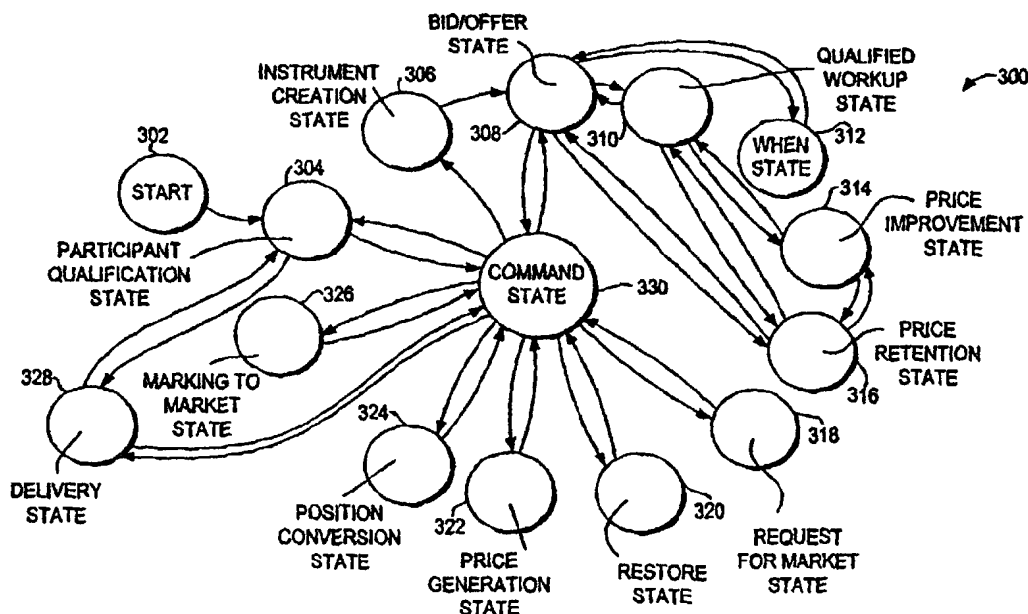 BID/OFFER
STATE
QUALIFIED
WORKUP
STATE
300
306
INSTRUMENT
CREATION
STATE
308
310
312
WHEN
STATE
302
START
304
314
PRICE
IMPROVEMENT
STATE
PARTICIPANT
QUALIFICATION
STATE
COMMAND
STATE
330
326
PRICE
RETENTION
STATE
316
MARKING TO
MARKET
STATE
328
324
318
DELIVERY
STATE
POSITION
CONVERSION
STATE
322
PRICE
GENERATION
STATE
320
RESTORE
STATE
REQUEST
FOR MARKET
STATE